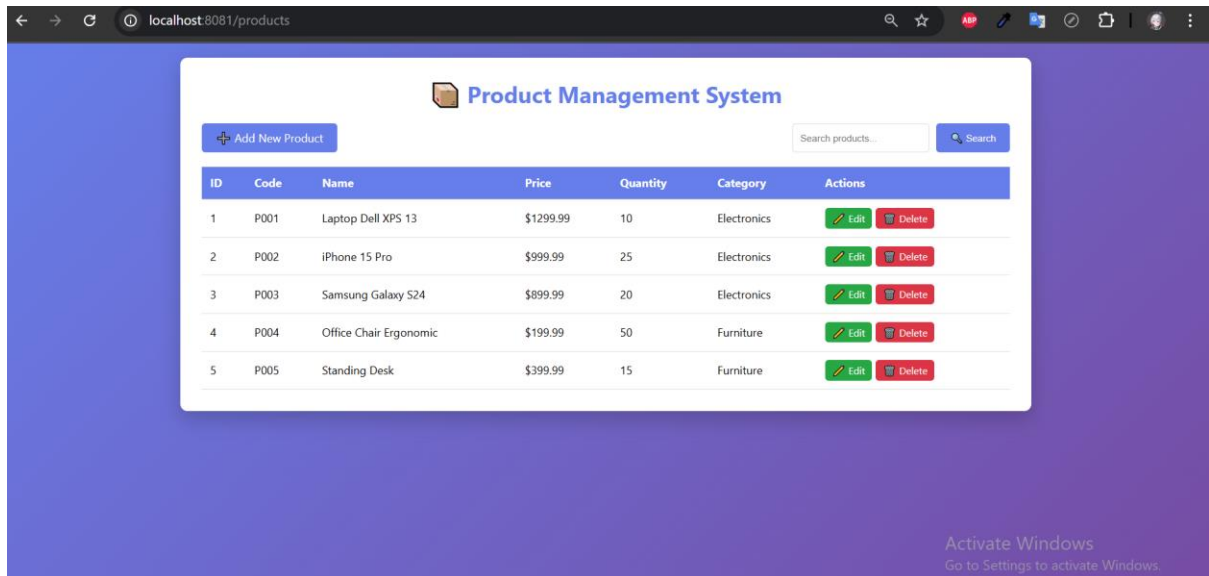 localhost:8081/products
ABP
Product Management System
Add New Product
Search products...
Search
ID Code Name Price Quantity Category Actions
1 P001 Laptop Dell XPS 13 $1299.99 10 Electronics Edit Delete
2 P002 iPhone 15 Pro $999.99 25 Electronics Edit Delete
3 P003 Samsung Galaxy S24 $899.99 20 Electronics Edit Delete
4 P004 Office Chair Ergonomic $199.99 50 Furniture Edit Delete
5 P005 Standing Desk $399.99 15 Furniture Edit Delete
Activate Windows
Go to Settings to activate Windows.